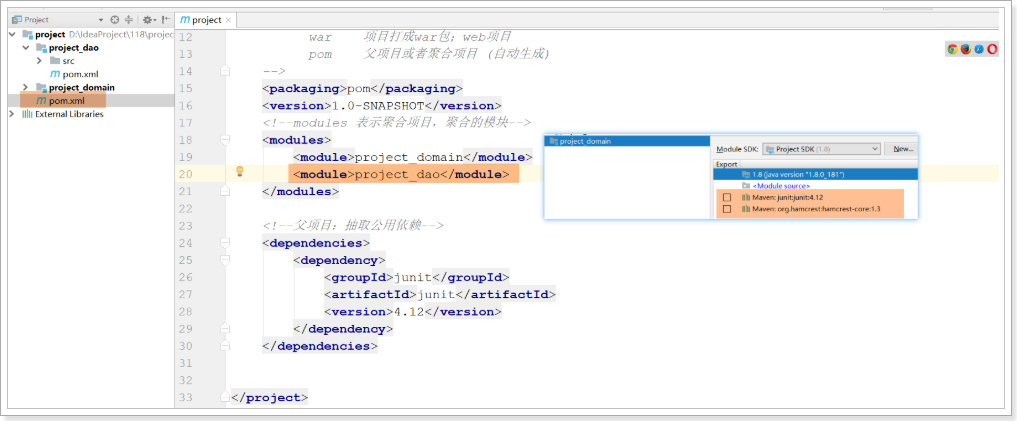 Project
project D:\IdeaProject\118\project
project_dao
src
pom.xml
project_domain
pom.xml
External Libraries
project
12 war 项目打成war包; web项目
13 pom 父项目或者聚合项目 (自动生成)
14 -->
15 <packaging>pom</packaging>
16 <version>1.0-SNAPSHOT</version>
17 <!--modules 表示聚合项目, 聚合的模块-->
18 <modules>
19 <module>project_domain</module>
20 <module>project_dao</module>
21 </modules>
22
23 <!--父项目: 抽取公用依赖-->
24 <dependencies>
25 <dependency>
26 <groupId>junit</groupId>
27 <artifactId>junit</artifactId>
28 <version>4.12</version>
29 </dependency>
30 </dependencies>
31
32
33 </project>
project_domain
Module SDK: Project SDK (1.8) New...
Export
1.8 (java version "1.8.0_181")
<Module source>
Maven: junit:junit:4.12
Maven: org.hamcrest:hamcrest-core:1.3